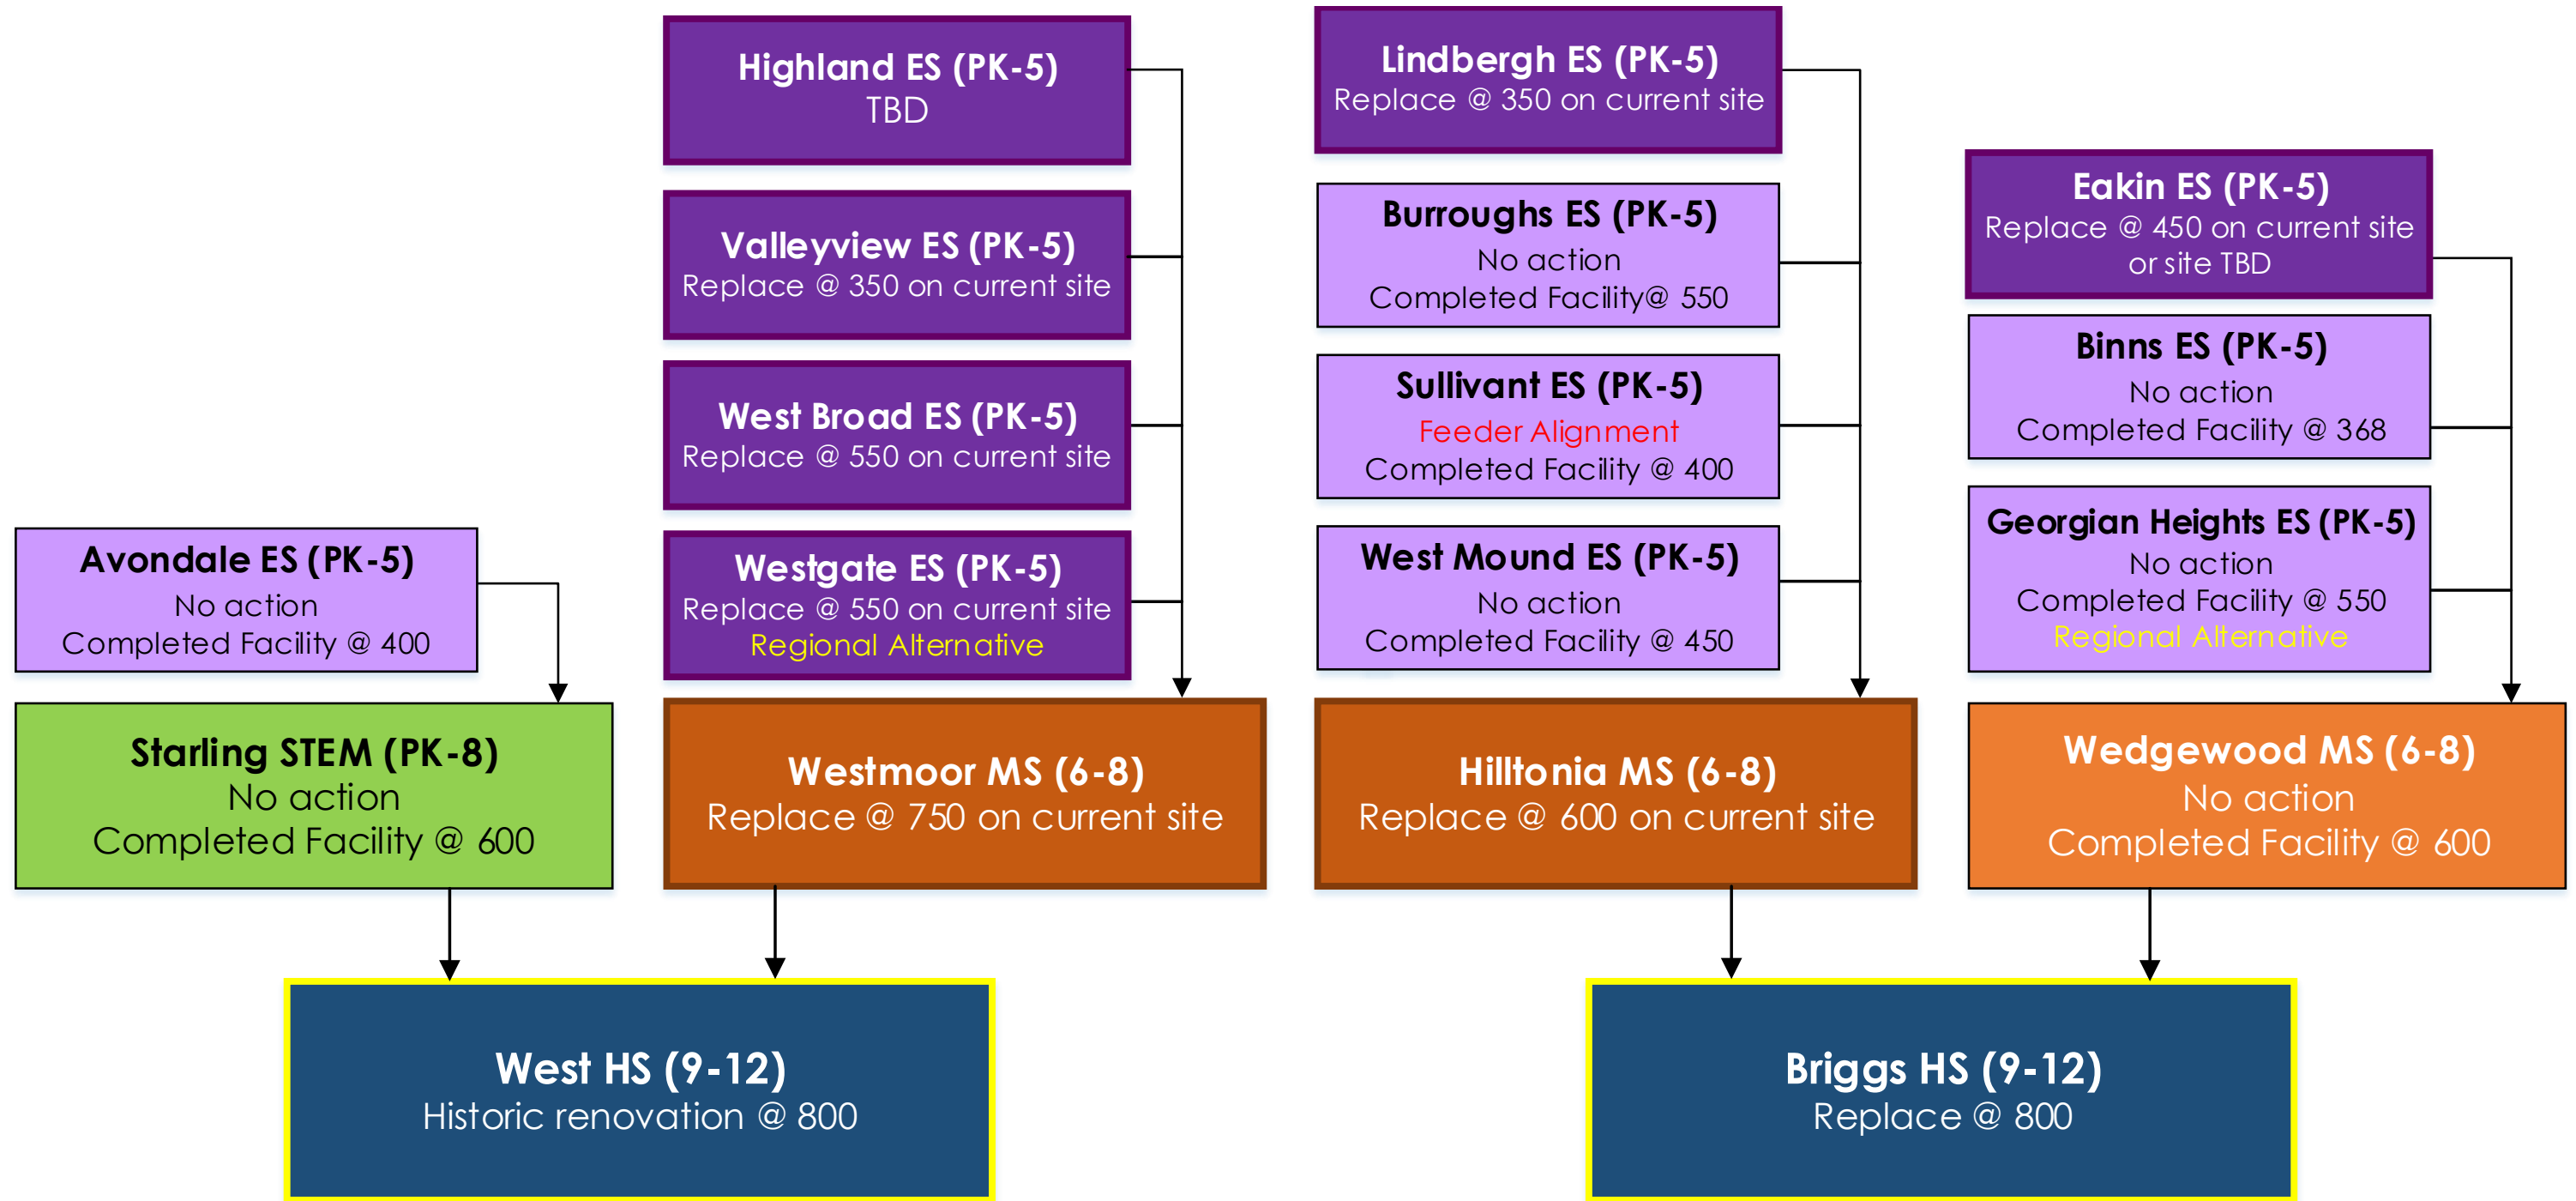 Highland ES (PK-5)
TBD
Valleyview ES (PK-5)
Replace @ 350 on current site
West Broad ES (PK-5)
Replace @ 550 on current site
Westgate ES (PK-5)
Replace @ 550 on current site
Regional Alternative
Lindbergh ES (PK-5)
Replace @ 350 on current site
Burroughs ES (PK-5)
No action
Completed Facility@ 550
Sullivant ES (PK-5)
Feeder Alignment
Completed Facility @ 400
West Mound ES (PK-5)
No action
Completed Facility @ 450
Eakin ES (PK-5)
Replace @ 450 on current site
or site TBD
Binns ES (PK-5)
No action
Completed Facility @ 368
Georgian Heights ES (PK-5)
No action
Completed Facility @ 550
Regional Alternative
Avondale ES (PK-5)
No action
Completed Facility @ 400
Starling STEM (PK-8)
No action
Completed Facility @ 600
Westmoor MS (6-8)
Replace @ 750 on current site
Hilltonia MS (6-8)
Replace @ 600 on current site
Wedgewood MS (6-8)
No action
Completed Facility @ 600
West HS (9-12)
Historic renovation @ 800
Briggs HS (9-12)
Replace @ 800